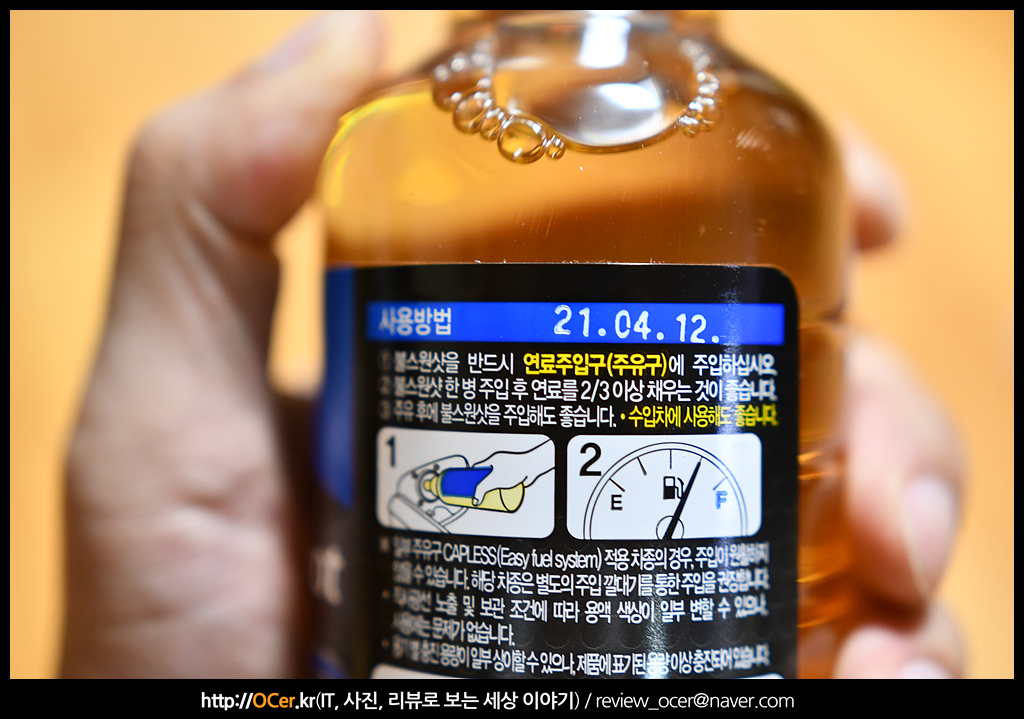 사용방법 21.04.12.
① 불스원샷을 반드시 연료주입구(주유구)에 주입하십시오.
② 불스원샷 한 병 주입 후 연료를 2/3 이상 채우는 것이 좋습니다.
③ 주유 후에 불스원샷을 주입해도 좋습니다. • 수입차에 사용해도 좋습니다.
1 2
E
※ 일부 주유구 CAPLESS(Easy fuel system) 적용 차종의 경우, 주입이 원활하지
있을 수 있습니다. 해당 차종은 별도의 주입 깔대기를 통한 주입을 권장합니다.
• 직사광선 노출 및 보관 조건에 따라 용액 색상이 일부 변할 수 있으나,
사용에는 문제가 없습니다.
• 용기별 충진 용량이 일부 상이할 수 있으나, 제품에 표기된 용량 이상 충진되어 있습니다.
http://OCer.kr(IT, 사진, 리뷰로 보는 세상 이야기) / review_ocer@naver.com